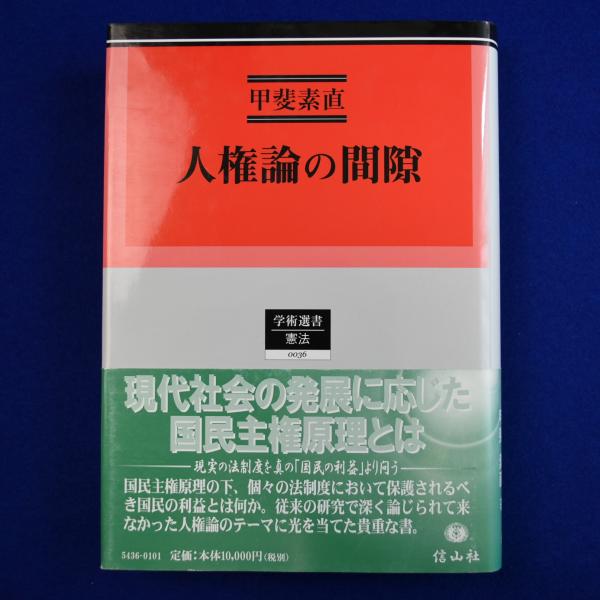 甲斐素直
人権論の間隙
学術選書
憲法
0036
現代社会の発展に応じた
国民主権原理とは
現実の法制度を真の「国民の利益」より問う
国民主権原理の下、個々の法制度において保護されるべ
き国民の利益とは何か。従来の研究で深く論じられて来
なかった人権論のテーマに光を当てた貴重な書。
5436-0101 定価：本体10,000円(税別)
信山社